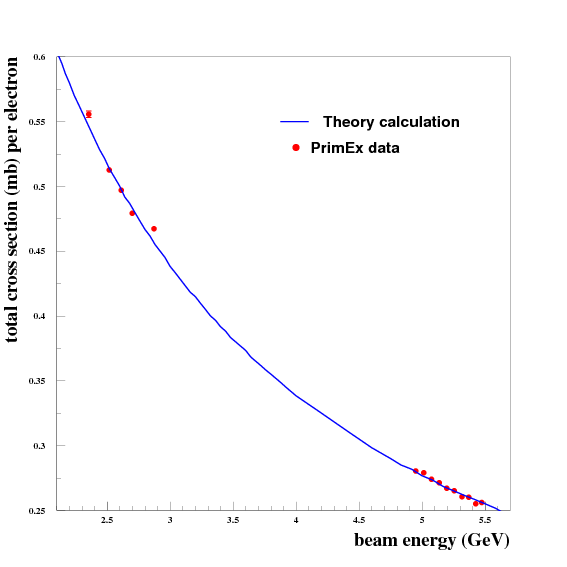 total cross section (mb) per electron
0.6
0.55
0.5
0.45
0.4
0.35
0.3
0.25
Theory calculation
PrimEx data
2.5 3 3.5 4 4.5 5 5.5
beam energy (GeV)